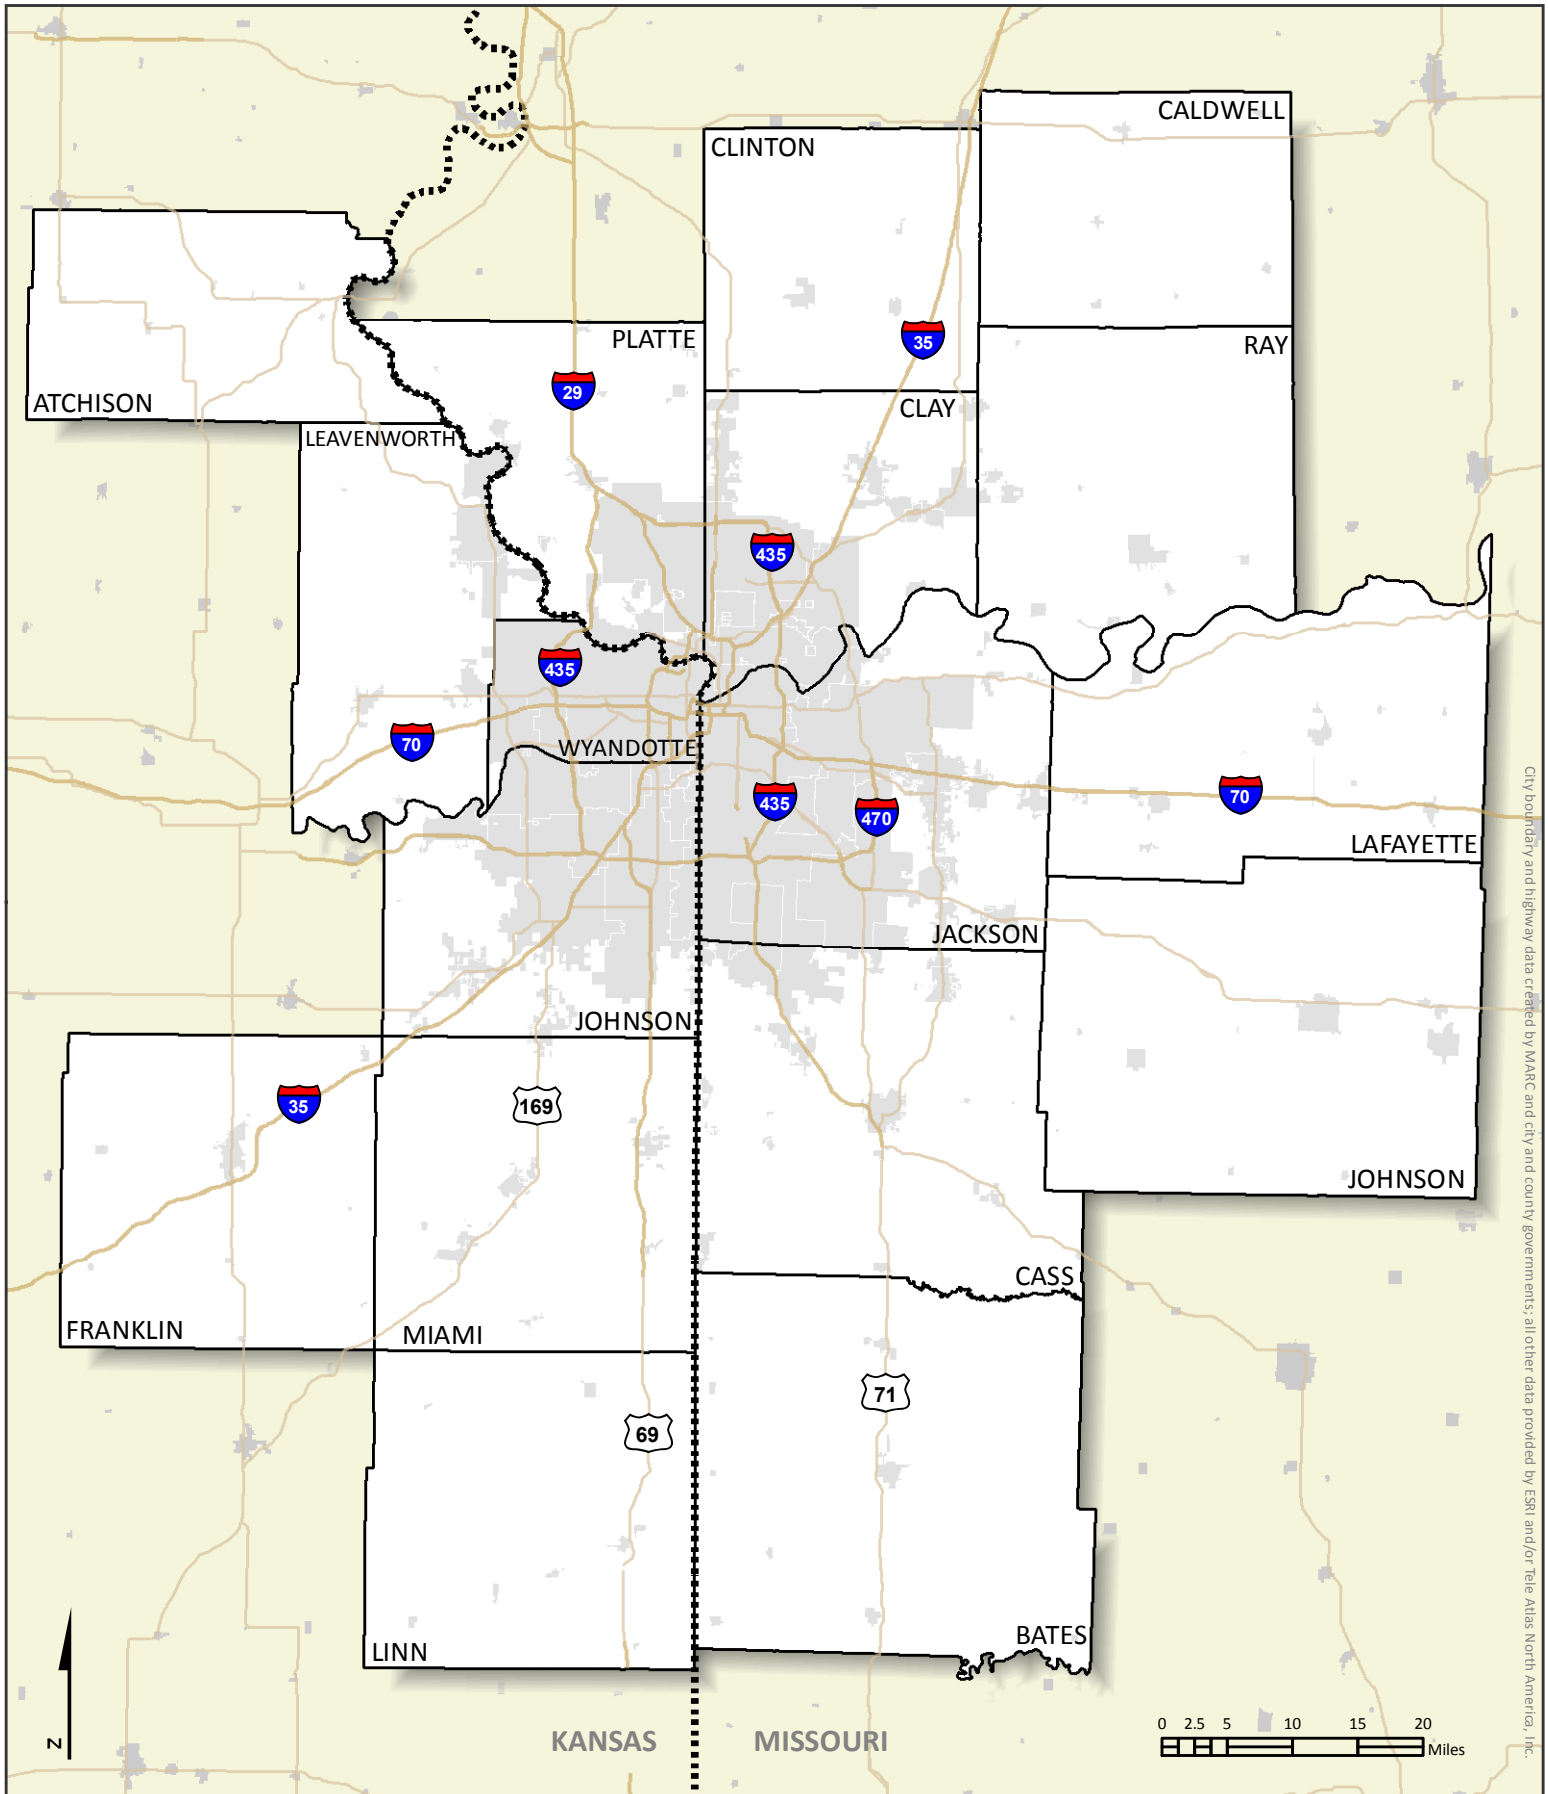 CALDWELL
CLINTON
35
PLATTE
RAY
29
ATCHISON
CLAY
LEAVENWORTH
435
435
70
WYANDOTTE
435
470
70
LAFAYETTE
JACKSON
JOHNSON
35
169
JOHNSON
CASS
FRANKLIN
MIAMI
71
69
BATES
LINN
N
KANSAS
MISSOURI
0 2.5 5 10 15 20
Miles
City boundary and highway data created by MARC and city and county governments; all other data provided by ESRI and/or Tele Atlas North America, Inc.